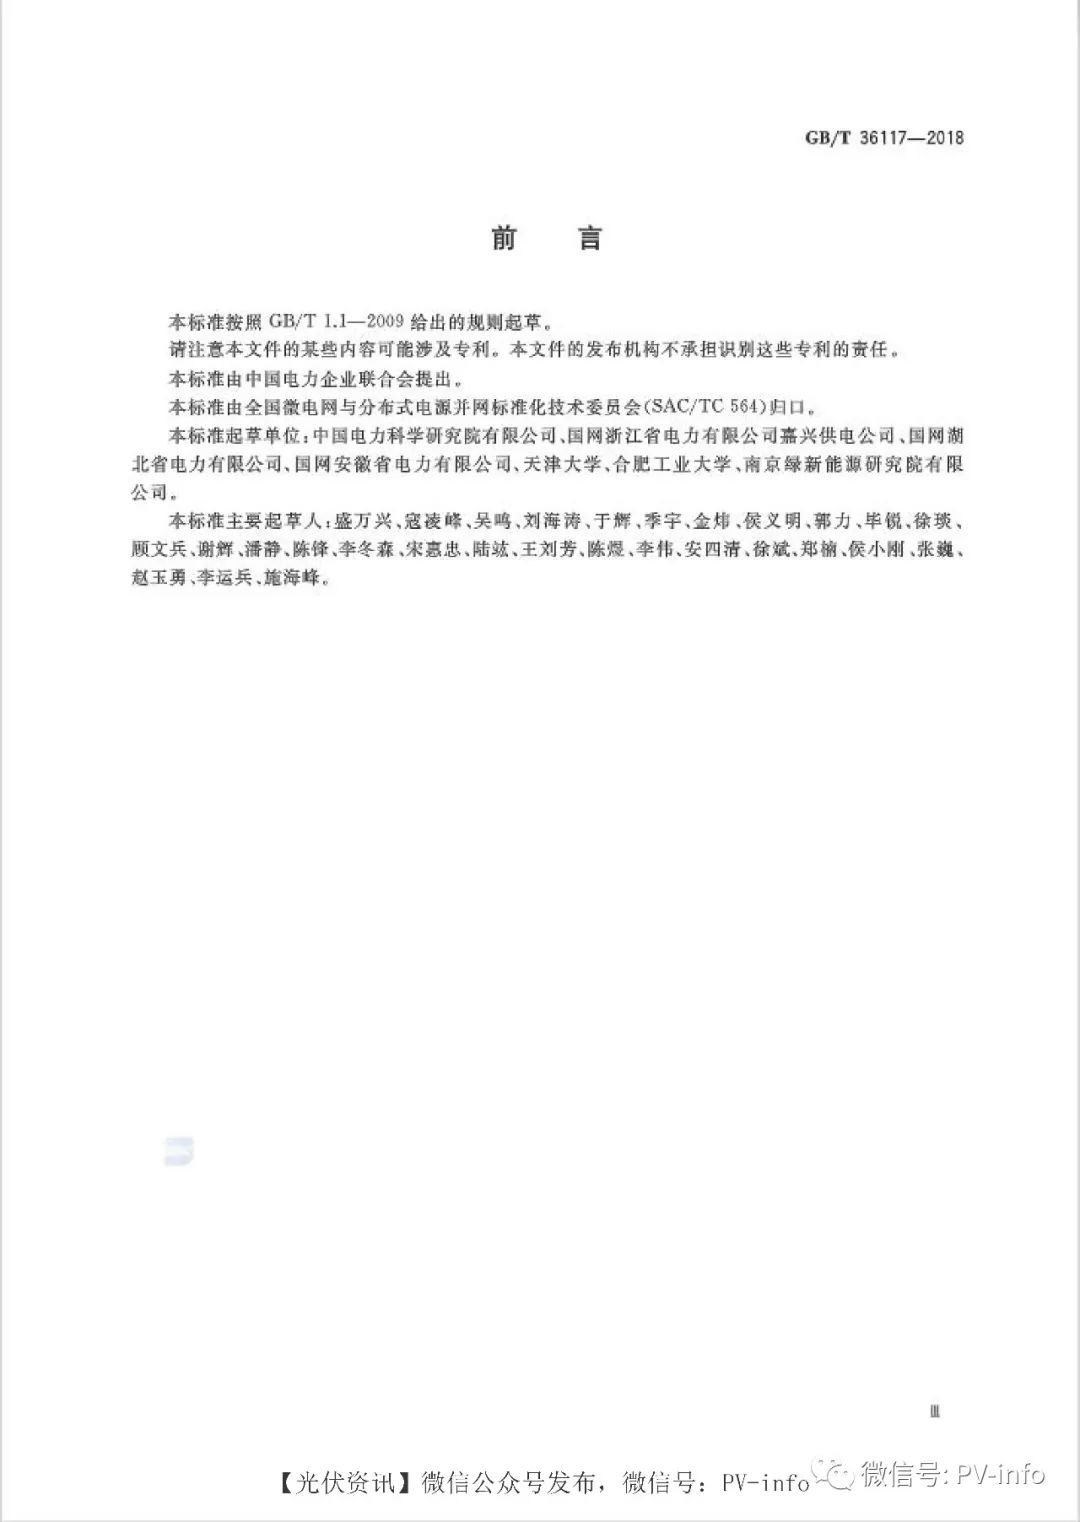 GB/T 36117—2018
前 言
本标准按照 GB/T 1.1—2009 给出的规则起草。
请注意本文件的某些内容可能涉及专利。本文件的发布机构不承担识别这些专利的责任。
本标准由中国电力企业联合会提出。
本标准由全国微电网与分布式电源并网标准化技术委员会(SAC/TC 564)归口。
本标准起草单位:中国电力科学研究院有限公司、国网浙江省电力有限公司嘉兴供电公司、国网湖
北省电力有限公司、国网安徽省电力有限公司、天津大学、合肥工业大学、南京绿新能源研究院有限
公司。
本标准主要起草人:盛万兴、寇凌峰、吴鸣、刘海涛、于辉、季宇、金炜、侯义明、郭力、毕锐、徐琰、
顾文兵、谢辉、潘静、陈锋、李冬森、宋惠忠、陆竑、王刘芳、陈煜、李伟、安四清、徐斌、郑楠、侯小刚、张巍、
赵玉勇、李运兵、施海峰。
Ⅲ
【光伏资讯】微信公众号发布，微信号：PV-info
微信号: PV-info